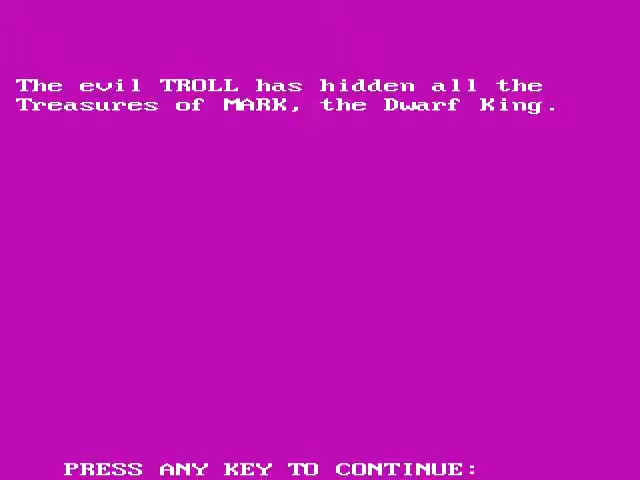 The evil TROLL has hidden all the
Treasures of MARK, the Dwarf King.
PRESS ANY KEY TO CONTINUE: